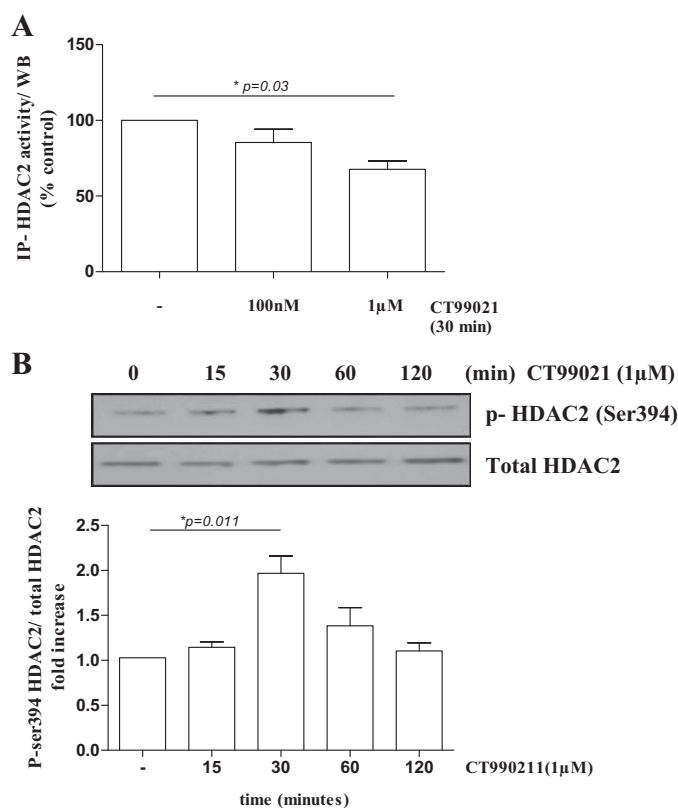 A
IP- HDAC2 activity/ WB
(% control)
150
100
50
0
* p=0.03
- 100nM 1µM CT99021
(30 min)
B
0 15 30 60 120 (min) CT99021 (1µM)
p- HDAC2 (Ser394)
Total HDAC2
P-ser394 HDAC2/ total HDAC2
fold increase
2.5
2.0
1.5
1.0
0.5
0.0
*p=0.011
- 15 30 60 120 CT990211(1µM)
time (minutes)